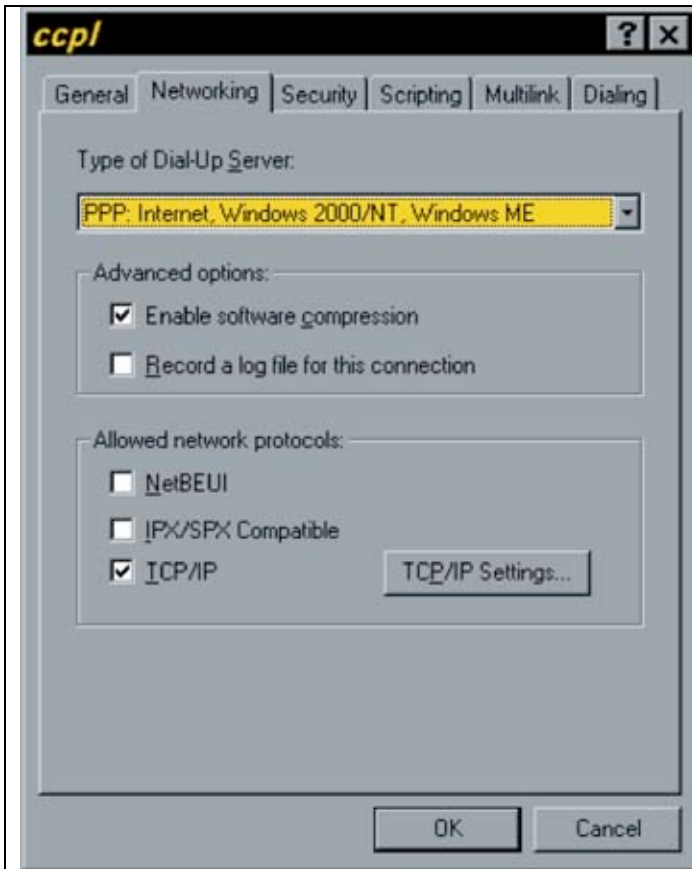 ccpl
General Networking Security Scripting Multilink Dialing
Type of Dial-Up Server:
PPP: Internet, Windows 2000/NT, Windows ME
Advanced options:
Enable software compression
Record a log file for this connection
Allowed network protocols:
NetBEUI
IPX/SPX Compatible
TCP/IP TCP/IP Settings...
OK Cancel